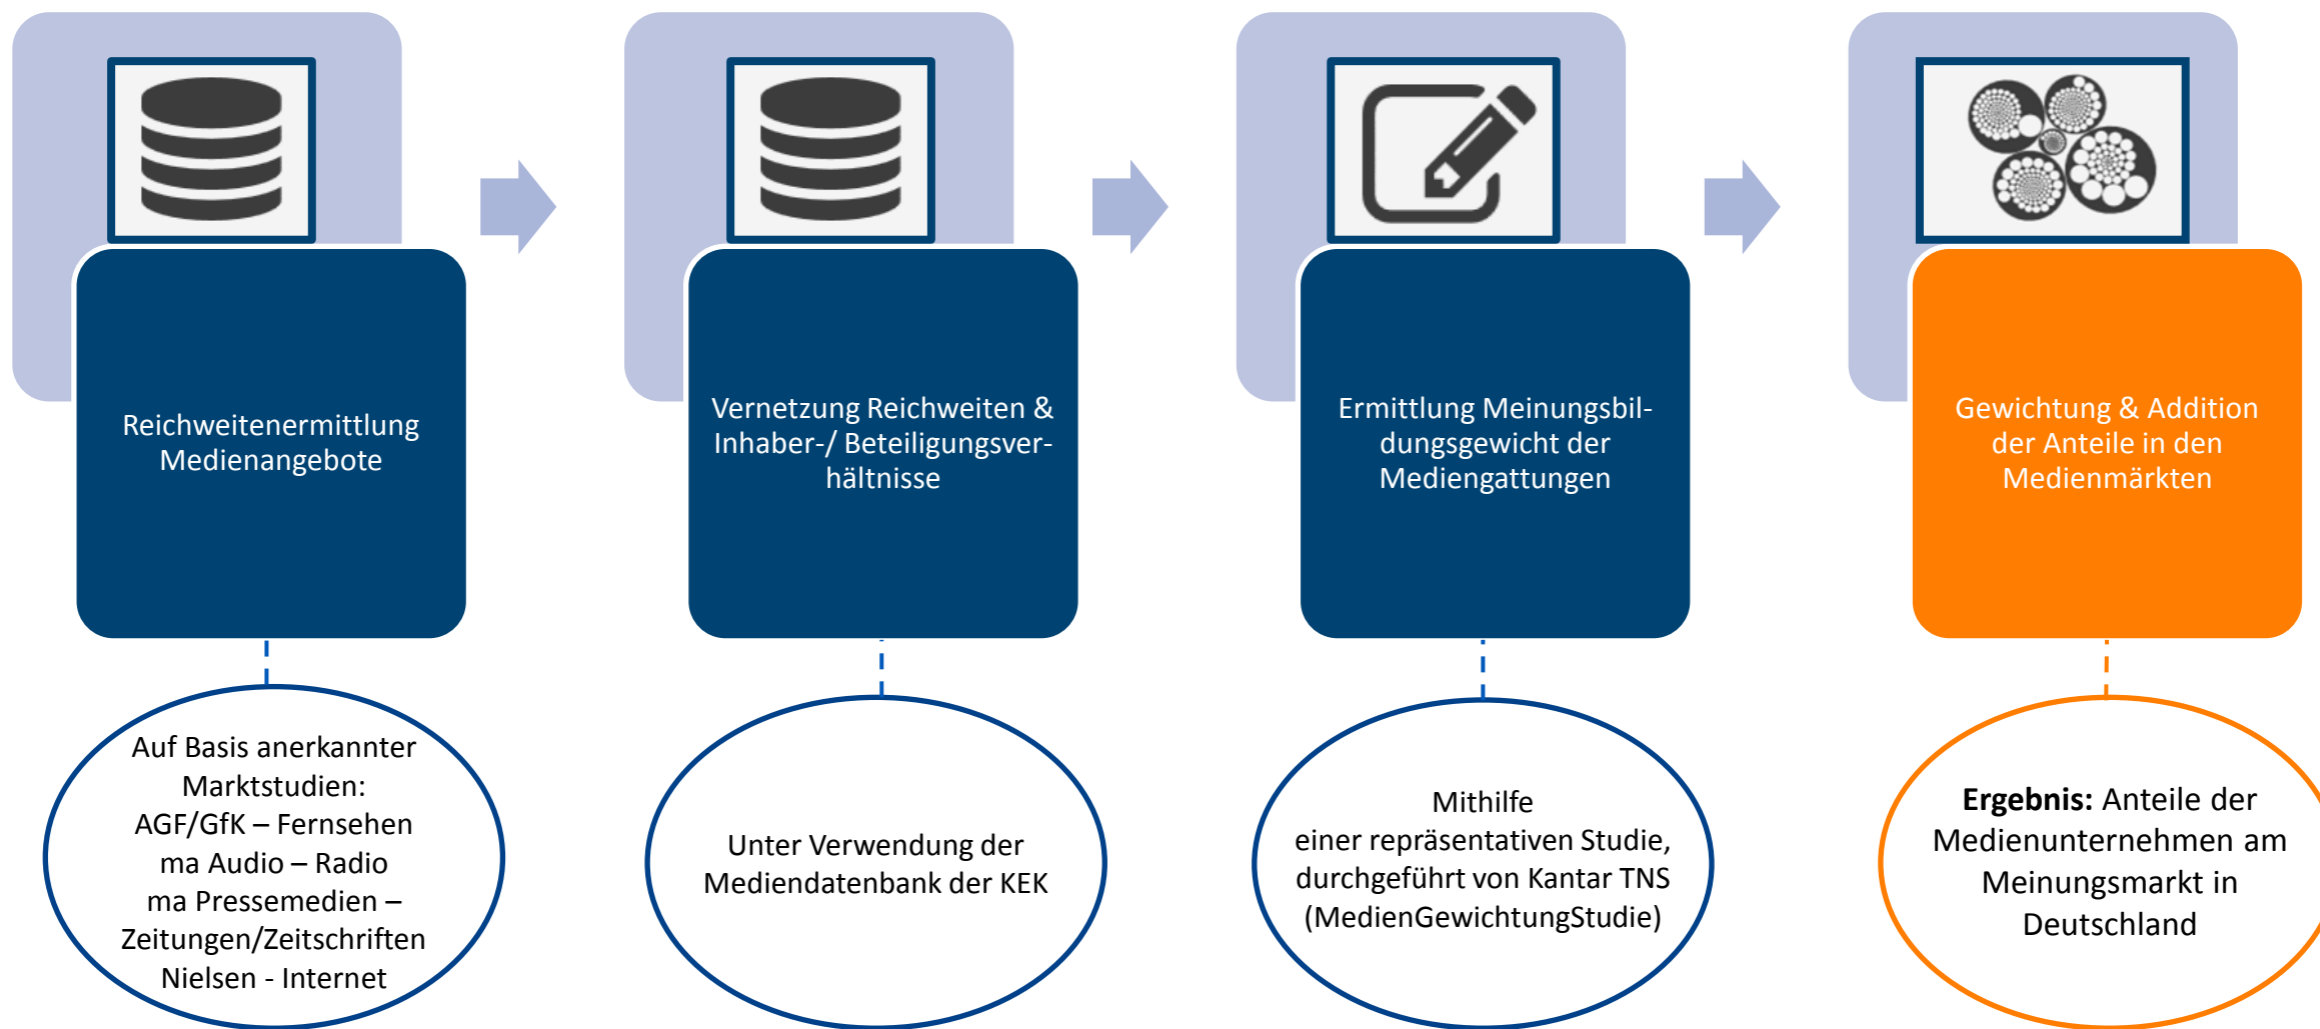 Reichweitenermittlung
Medienangebote
Vernetzung Reichweiten &
Inhaber-/ Beteiligungsver-
hältnisse
Ermittlung Meinungsbil-
dungsgewicht der
Mediengattungen
Gewichtung & Addition
der Anteile in den
Medienmärkten
Auf Basis anerkannter
Marktstudien:
AGF/GfK – Fernsehen
ma Audio – Radio
ma Pressemedien –
Zeitungen/Zeitschriften
Nielsen - Internet
Unter Verwendung der
Mediendatenbank der KEK
Mithilfe
einer repräsentativen Studie,
durchgeführt von Kantar TNS
(MedienGewichtungStudie)
Ergebnis: Anteile der
Medienunternehmen am
Meinungsmarkt in
Deutschland